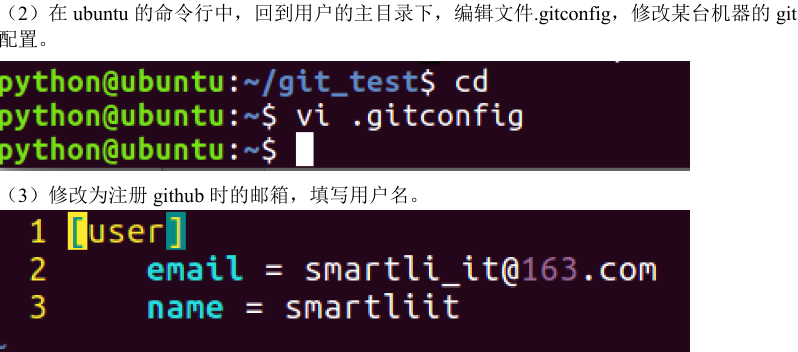 （2）在 ubuntu 的命令行中，回到用户的主目录下，编辑文件.gitconfig，修改某台机器的 git
配置。
python@ubuntu:~/git_test$ cd
python@ubuntu:~$ vi .gitconfig
python@ubuntu:~$
（3）修改为注册 github 时的邮箱，填写用户名。
1 [user]
2     email = smartli_it@163.com
3     name = smartliit
~